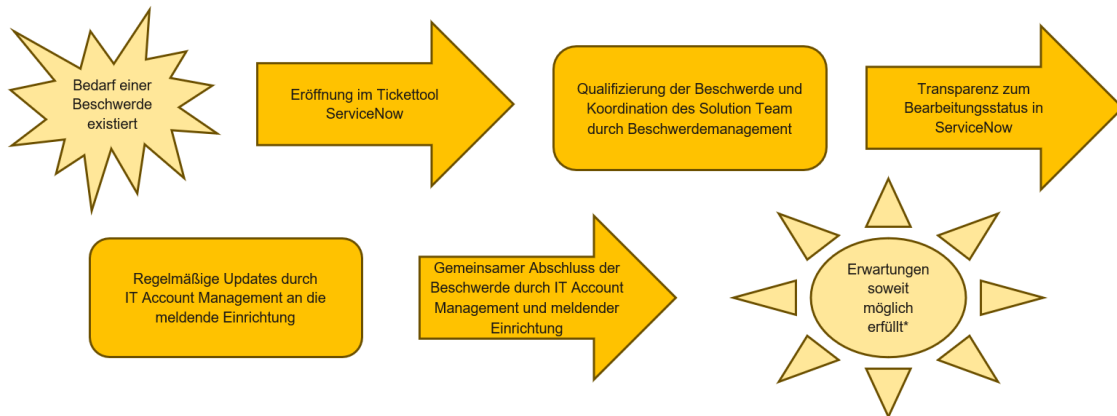 Bedarf einer
Beschwerde
existiert
Eröffnung im Tickettool
ServiceNow
Qualifizierung der Beschwerde und
Koordination des Solution Team
durch Beschwerdemanagement
Transparenz zum
Bearbeitungsstatus in
ServiceNow
Regelmäßige Updates durch
IT Account Management an die
meldende Einrichtung
Gemeinsamer Abschluss der
Beschwerde durch IT Account
Management und meldender
Einrichtung
Erwartungen
soweit
möglich
erfüllt*